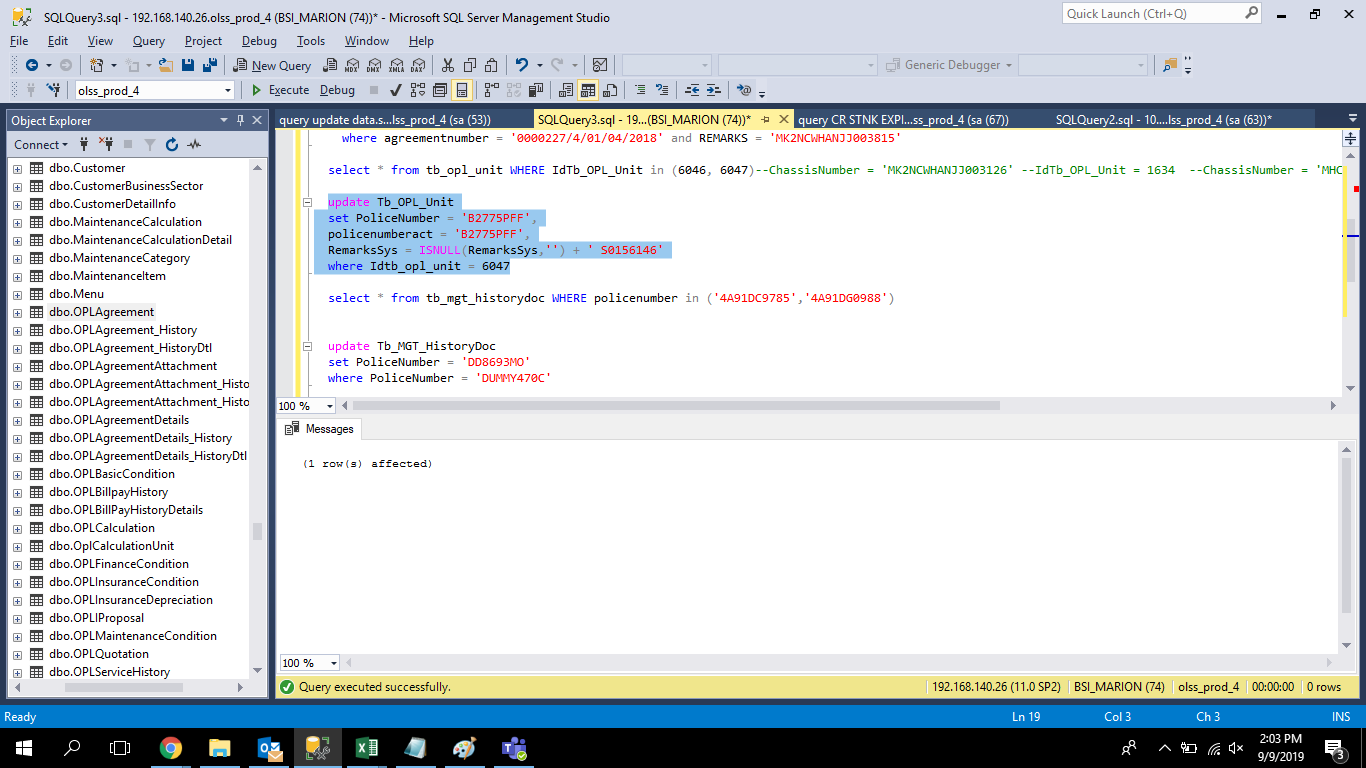 SQLQuery3.sql - 192.168.140.26.olss_prod_4 (BSI_MARION (74))* - Microsoft SQL Server Management Studio
Quick Launch (Ctrl+Q)
File Edit View Query Project Debug Tools Window Help
New Query
MDX DMX XMLA DAX
Generic Debugger
olss_prod_4
Execute Debug
Object Explorer
query update data.s...lss_prod_4 (sa (53))
SQLQuery3.sql - 19...(BSI_MARION (74))*
query CR STNK EXPI...ss_prod_4 (sa (67))
SQLQuery2.sql - 10....lss_prod_4 (sa (63))*
Connect
dbo.Customer
dbo.CustomerBusinessSector
dbo.CustomerDetailInfo
dbo.MaintenanceCalculation
dbo.MaintenanceCalculationDetail
dbo.MaintenanceCategory
dbo.MaintenanceItem
dbo.Menu
dbo.OPLAgreement
dbo.OPLAgreement_History
dbo.OPLAgreement_HistoryDtl
dbo.OPLAgreementAttachment
dbo.OPLAgreementAttachment_Histo
dbo.OPLAgreementAttachment_Histo
dbo.OPLAgreementDetails
dbo.OPLAgreementDetails_History
dbo.OPLAgreementDetails_HistoryDtl
dbo.OPLBasicCondition
dbo.OPLBillpayHistory
dbo.OPLBillPayHistoryDetails
dbo.OPLCalculation
dbo.OplCalculationUnit
dbo.OPLFinanceCondition
dbo.OPLInsuranceCondition
dbo.OPLInsuranceDepreciation
dbo.OPLlProposal
dbo.OPLMaintenanceCondition
dbo.OPLQuotation
dbo.OPLServiceHistory
where agreementnumber = '0000227/4/01/04/2018' and REMARKS = 'MK2NCWHANJJ003815'
select * from tb_opl_unit WHERE IdTb_OPL_Unit in (6046, 6047)--ChassisNumber = 'MK2NCWHANJJ003126' --IdTb_OPL_Unit = 1634 --ChassisNumber = 'MHC
update Tb_OPL_Unit
set PoliceNumber = 'B2775PFF',
policenumberact = 'B2775PFF',
RemarksSys = ISNULL(RemarksSys,'') + ' S0156146'
where Idtb_opl_unit = 6047
select * from tb_mgt_historydoc WHERE policenumber in ('4A91DC9785','4A91DG0988')
update Tb_MGT_HistoryDoc
set PoliceNumber = 'DD8693MO'
where PoliceNumber = 'DUMMY470C'
100 %
Messages
(1 row(s) affected)
100 %
Query executed successfully.
192.168.140.26 (11.0 SP2) BSI_MARION (74) olss_prod_4 00:00:00 0 rows
Ready
Ln 19 Col 3 Ch 3 INS
2:03 PM
9/9/2019
3